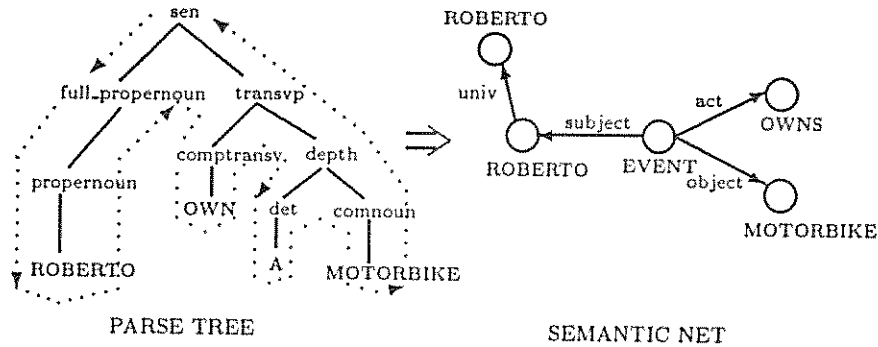 sen
full_propernoun transvp
comptransv. depth
propernoun
OWN det comnoun
ROBERTO A MOTORBIKE
PARSE TREE
ROBERTO
univ
act
subject
OWNS
ROBERTO EVENT
object
MOTORBIKE
SEMANTIC NET